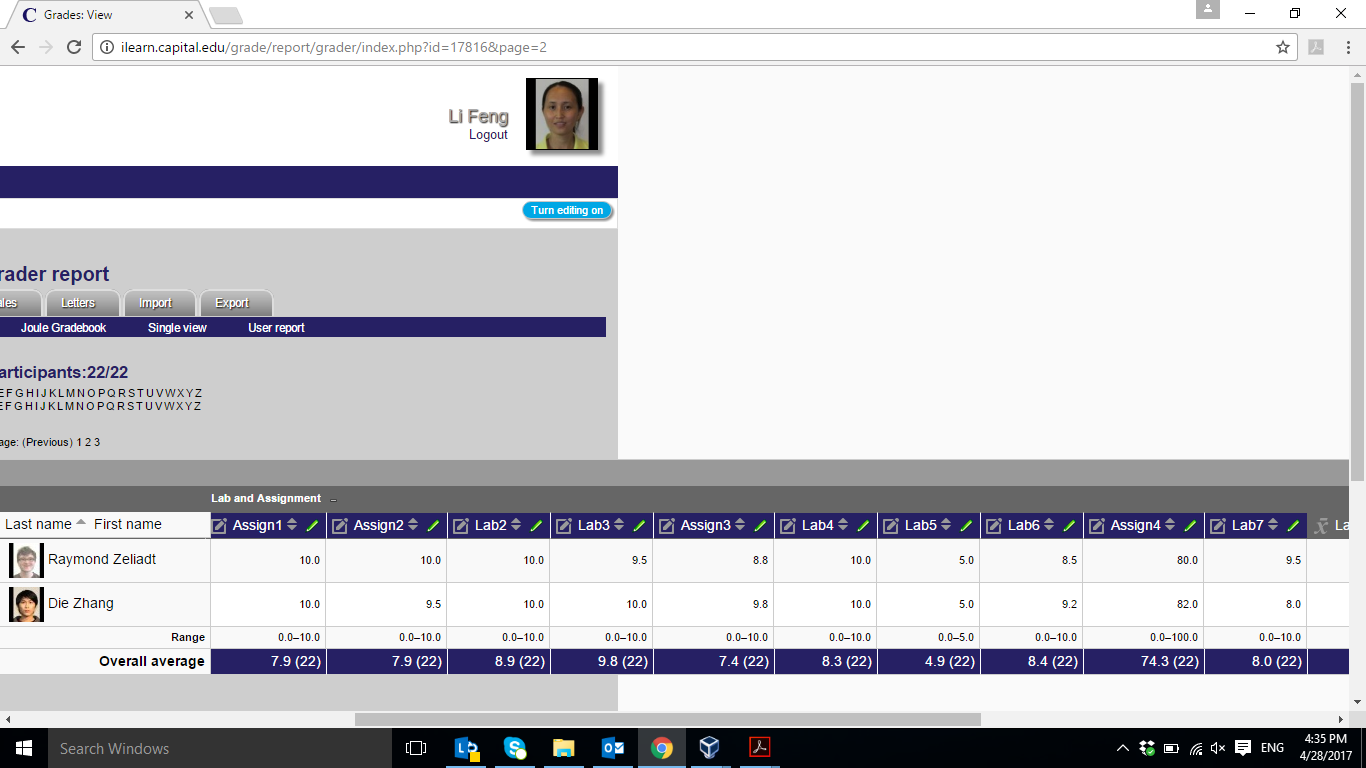 C Grades: View
ilearn.capital.edu/grade/report/grader/index.php?id=17816&page=2
Li Feng
Logout
Turn editing on
rader report
ales Letters Import Export
Joule Gradebook Single view User report
articipants:22/22
EFGHIJKLMNOPQRSTUVWXYZ
EFGHIJKLMNOPQRSTUVWXYZ
age: (Previous) 1 2 3
Lab and Assignment
Last name First name Assign1 Assign2 Lab2 Lab3 Assign3 Lab4 Lab5 Lab6 Assign4 Lab7 x̄ La
Raymond Zeliadt 10.0 10.0 10.0 9.5 8.8 10.0 5.0 8.5 80.0 9.5
Die Zhang 10.0 9.5 10.0 10.0 9.8 10.0 5.0 9.2 82.0 8.0
Range 0.0–10.0 0.0–10.0 0.0–10.0 0.0–10.0 0.0–10.0 0.0–10.0 0.0–5.0 0.0–10.0 0.0–100.0 0.0–10.0
Overall average 7.9 (22) 7.9 (22) 8.9 (22) 9.8 (22) 7.4 (22) 8.3 (22) 4.9 (22) 8.4 (22) 74.3 (22) 8.0 (22)
Search Windows
ENG
4:35 PM
4/28/2017